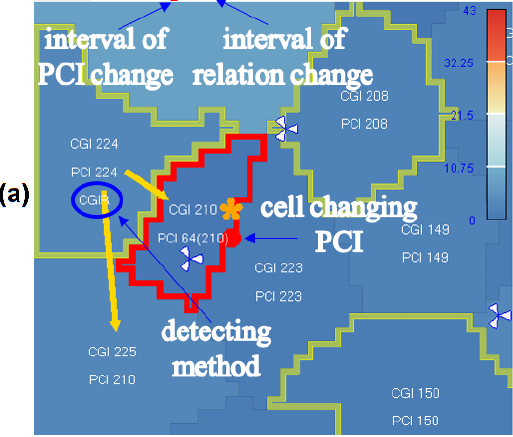 interval of
PCI change
interval of
relation change
43
32.25
21.5
10.75
0
CGI 208
PCI 208
CGI 224
PCI 224
(a)
CGI 210
PCI 64(210)
cell changing
PCI
CGI 149
PCI 149
CGI 223
PCI 223
detecting
method
CGI 225
PCI 210
CGI 150
PCI 150